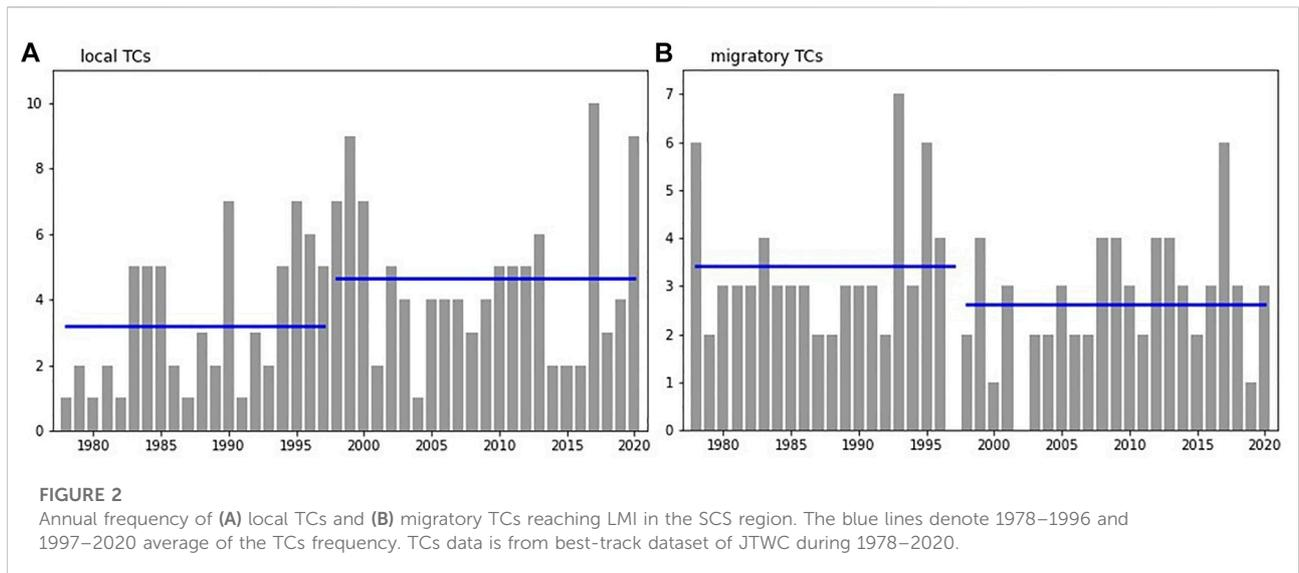 A local TCs
10
8
6
4
2
0
1980 1985 1990 1995 2000 2005 2010 2015 2020
B migratory TCs
7
6
5
4
3
2
1
0
1980 1985 1990 1995 2000 2005 2010 2015 2020
FIGURE 2
Annual frequency of (A) local TCs and (B) migratory TCs reaching LMI in the SCS region. The blue lines denote 1978–1996 and
1997–2020 average of the TCs frequency. TCs data is from best-track dataset of JTWC during 1978–2020.